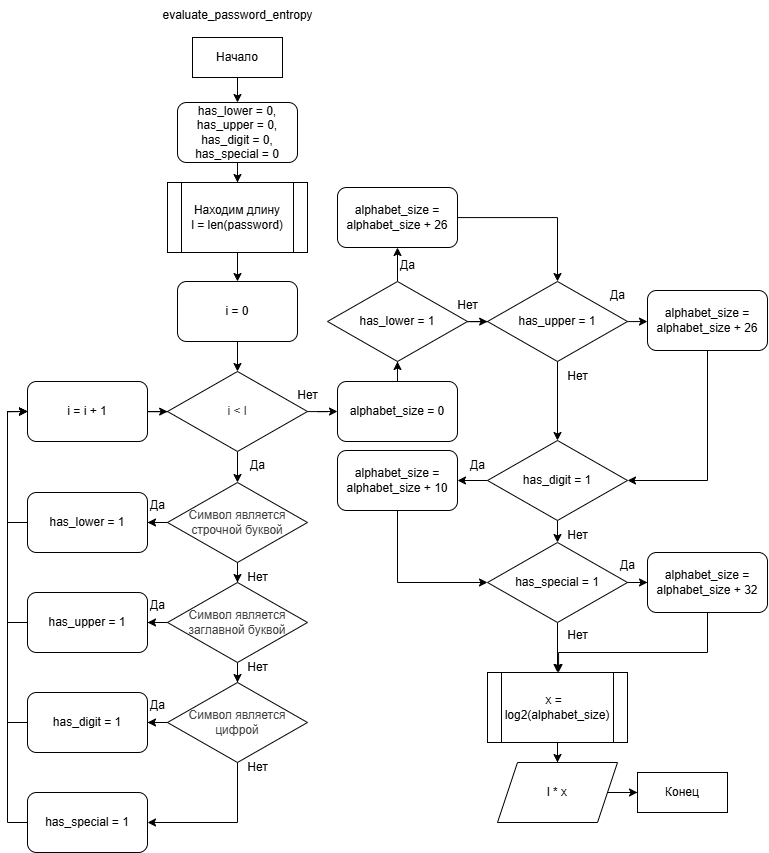 evaluate_password_entropy
Начало
has_lower = 0,
has_upper = 0,
has_digit = 0,
has_special = 0
Находим длину
l = len(password)
i = 0
i = i + 1
i < l
Нет
Да
Символ является
строчной буквой
Да
has_lower = 1
Нет
Символ является
заглавной буквой
Да
has_upper = 1
Нет
Символ является
цифрой
Да
has_digit = 1
Нет
has_special = 1
alphabet_size = 0
has_lower = 1
Да
alphabet_size =
alphabet_size + 26
Нет
has_upper = 1
Да
alphabet_size =
alphabet_size + 26
Нет
has_digit = 1
Да
alphabet_size =
alphabet_size + 10
Нет
has_special = 1
Да
alphabet_size =
alphabet_size + 32
Нет
x =
log2(alphabet_size)
l * x
Конец